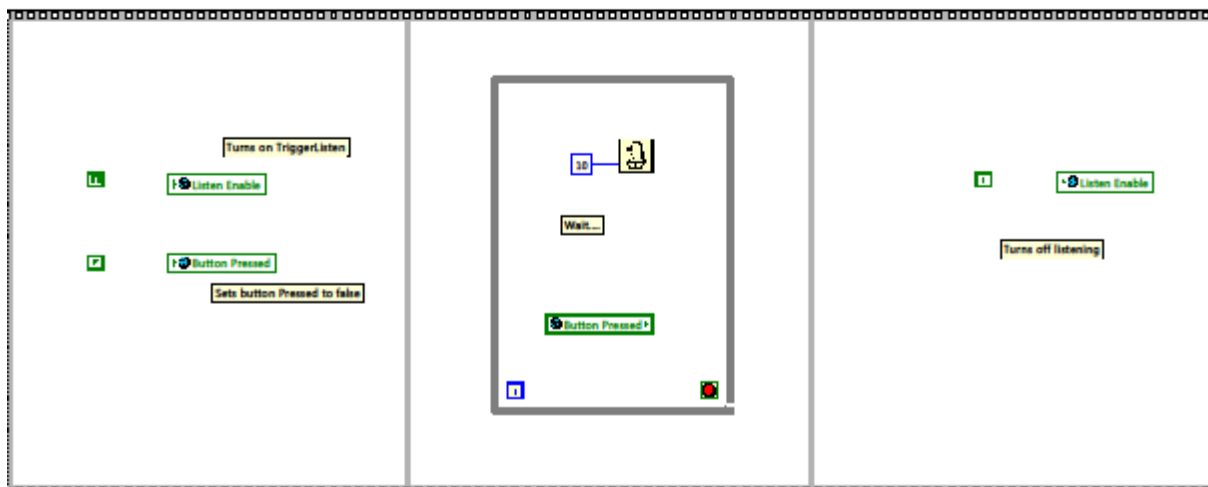 Turns on TriggerListen
Listen Enable
F
Button Pressed
Sets button Pressed to false
10
Wait....
Button Pressed
i
Listen Enable
Turns off listening